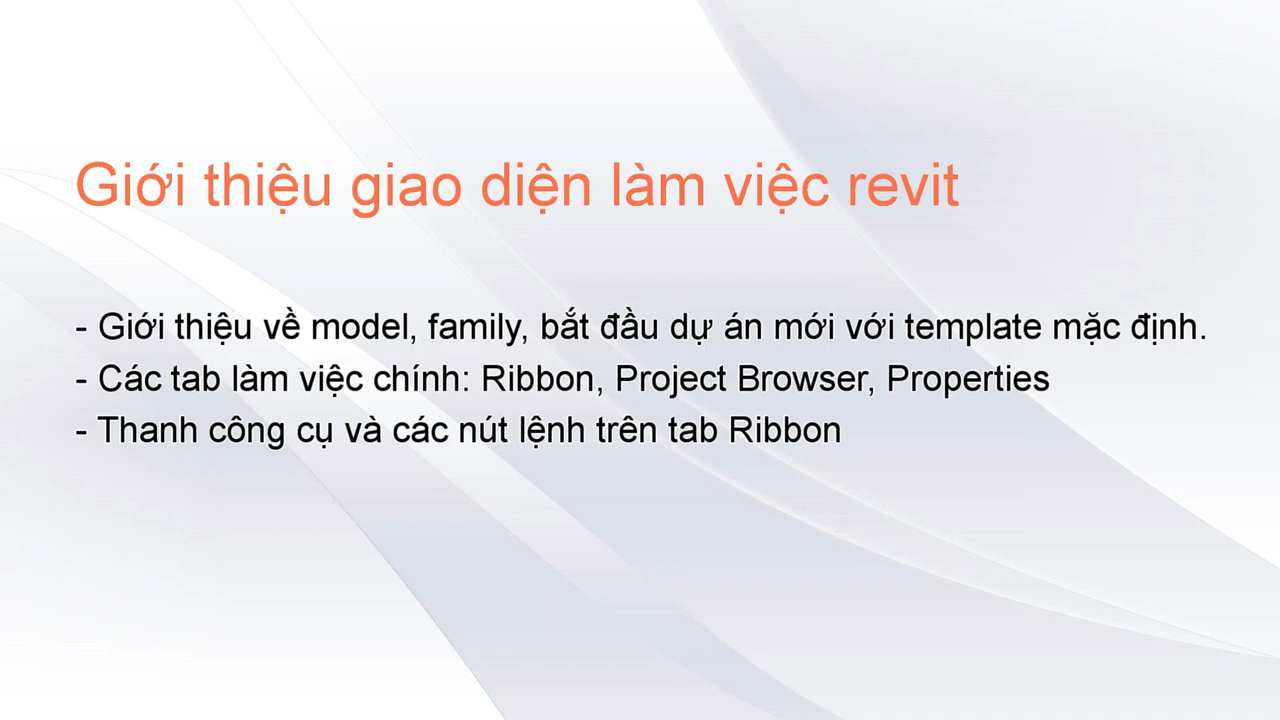 Giới thiệu giao diện làm việc revit
- Giới thiệu về model, family, bắt đầu dự án mới với template mặc định.
- Các tab làm việc chính: Ribbon, Project Browser, Properties
- Thanh công cụ và các nút lệnh trên tab Ribbon